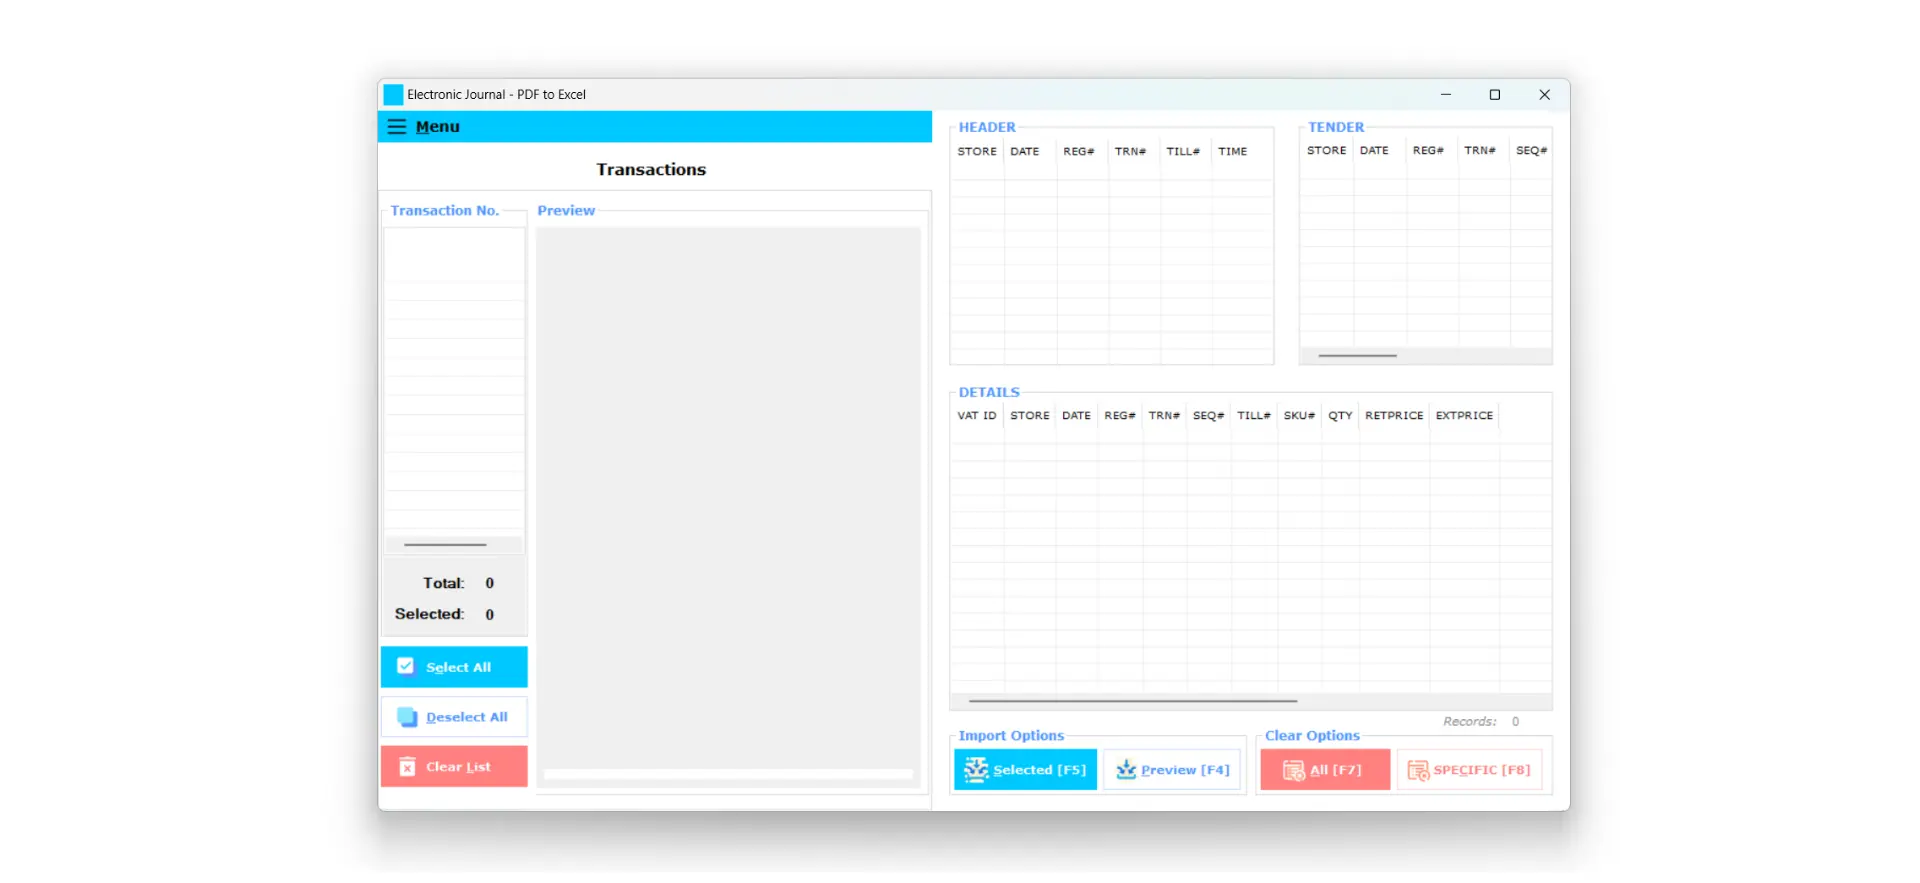 Electronic Journal - PDF to Excel
Menu
Transactions
Transaction No.
Preview
Total: 0
Selected: 0
Select All
Deselect All
Clear List
HEADER
STORE DATE REG# TRN# TILL# TIME
TENDER
STORE DATE REG# TRN# SEQ#
DETAILS
VAT ID STORE DATE REG# TRN# SEQ# TILL# SKU# QTY RETPRICE EXTPRICE
Records: 0
Import Options
Selected [F5]
Preview [F4]
Clear Options
All [F7]
SPECIFIC [F8]